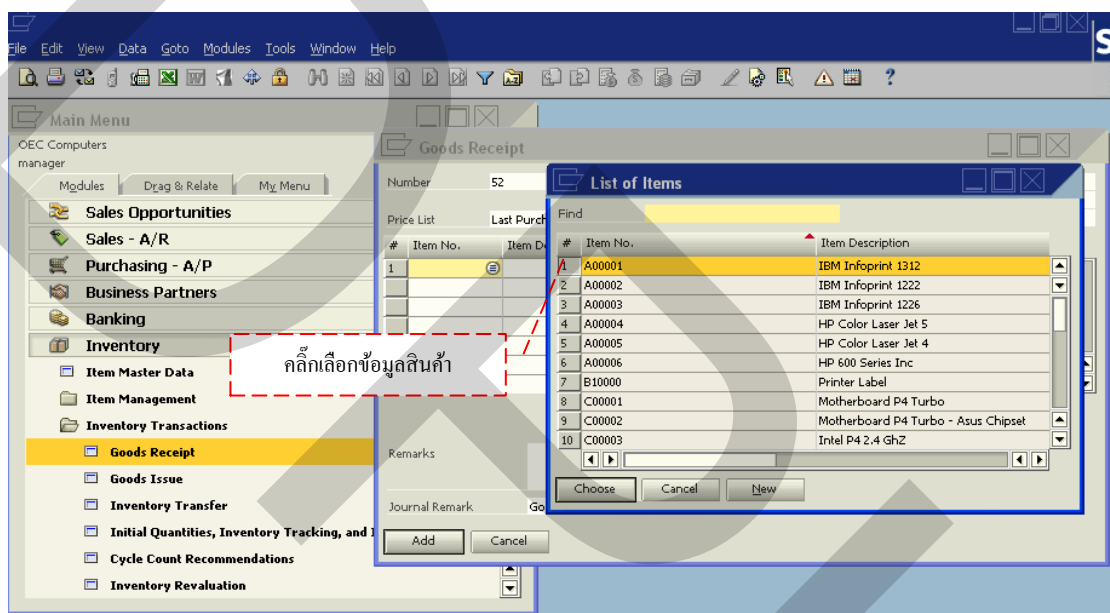 File Edit View Data Goto Modules Tools Window Help
S
Main Menu
OEC Computers
manager
Modules Drag & Relate My Menu
Sales Opportunities
Sales - A/R
Purchasing - A/P
Business Partners
Banking
Inventory
Item Master Data
Item Management
Inventory Transactions
Goods Receipt
Goods Issue
Inventory Transfer
Initial Quantities, Inventory Tracking, and
Cycle Count Recommendations
Inventory Revaluation
Goods Receipt
Number 52
Price List Last Purch
# Item No. Item D
1
คลิ๊กเลือกข้อมูลสินค้า
Remarks
Journal Remark Go
Add Cancel
List of Items
Find
# Item No. Item Description
1 A00001 IBM Infoprint 1312
2 A00002 IBM Infoprint 1222
3 A00003 IBM Infoprint 1226
4 A00004 HP Color Laser Jet 5
5 A00005 HP Color Laser Jet 4
6 A00006 HP 600 Series Inc
7 B10000 Printer Label
8 C00001 Motherboard P4 Turbo
9 C00002 Motherboard P4 Turbo - Asus Chipset
10 C00003 Intel P4 2.4 GhZ
Choose Cancel New